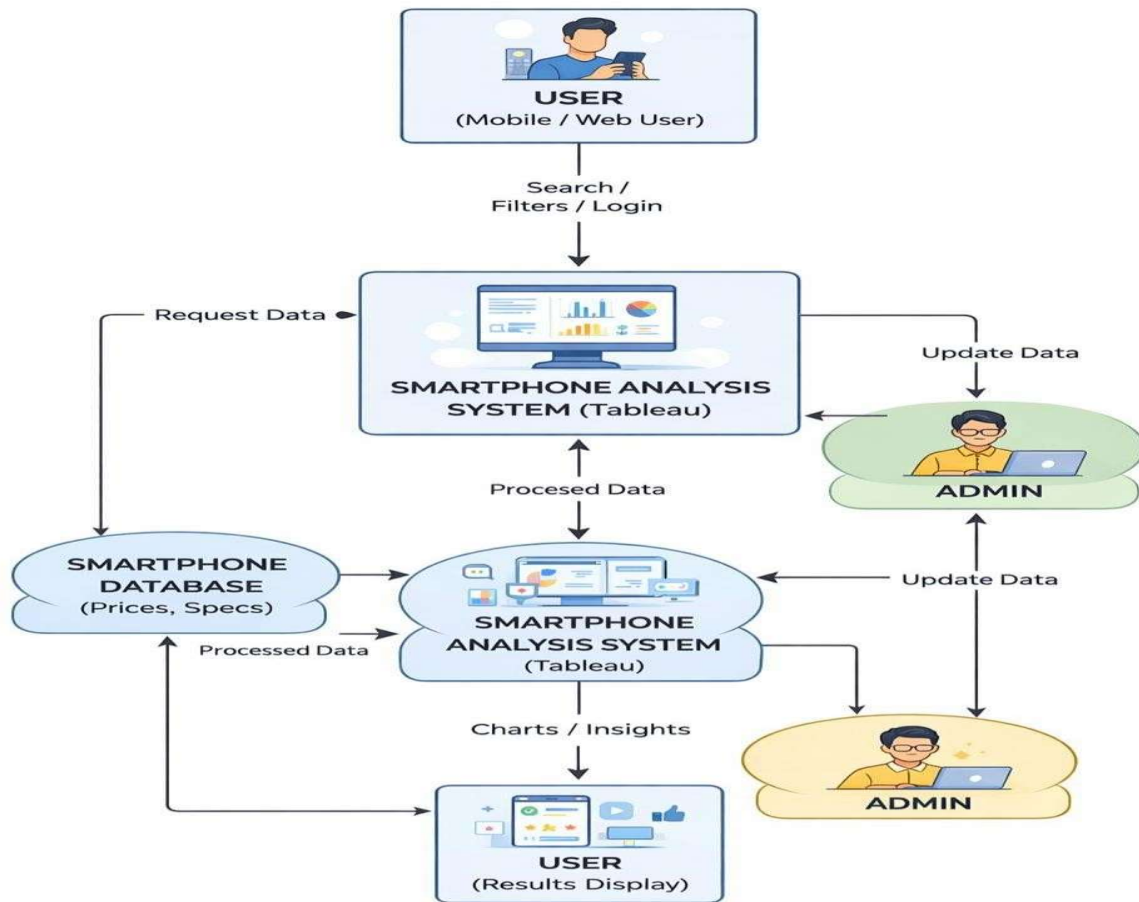 USER
(Mobile / Web User)
Search /
Filters / Login
Request Data
SMARTPHONE ANALYSIS
SYSTEM (Tableau)
Update Data
ADMIN
Procesed Data
SMARTPHONE
DATABASE
(Prices, Specs)
Update Data
SMARTPHONE
ANALYSIS SYSTEM
(Tableau)
Processed Data
Charts / Insights
ADMIN
USER
(Results Display)